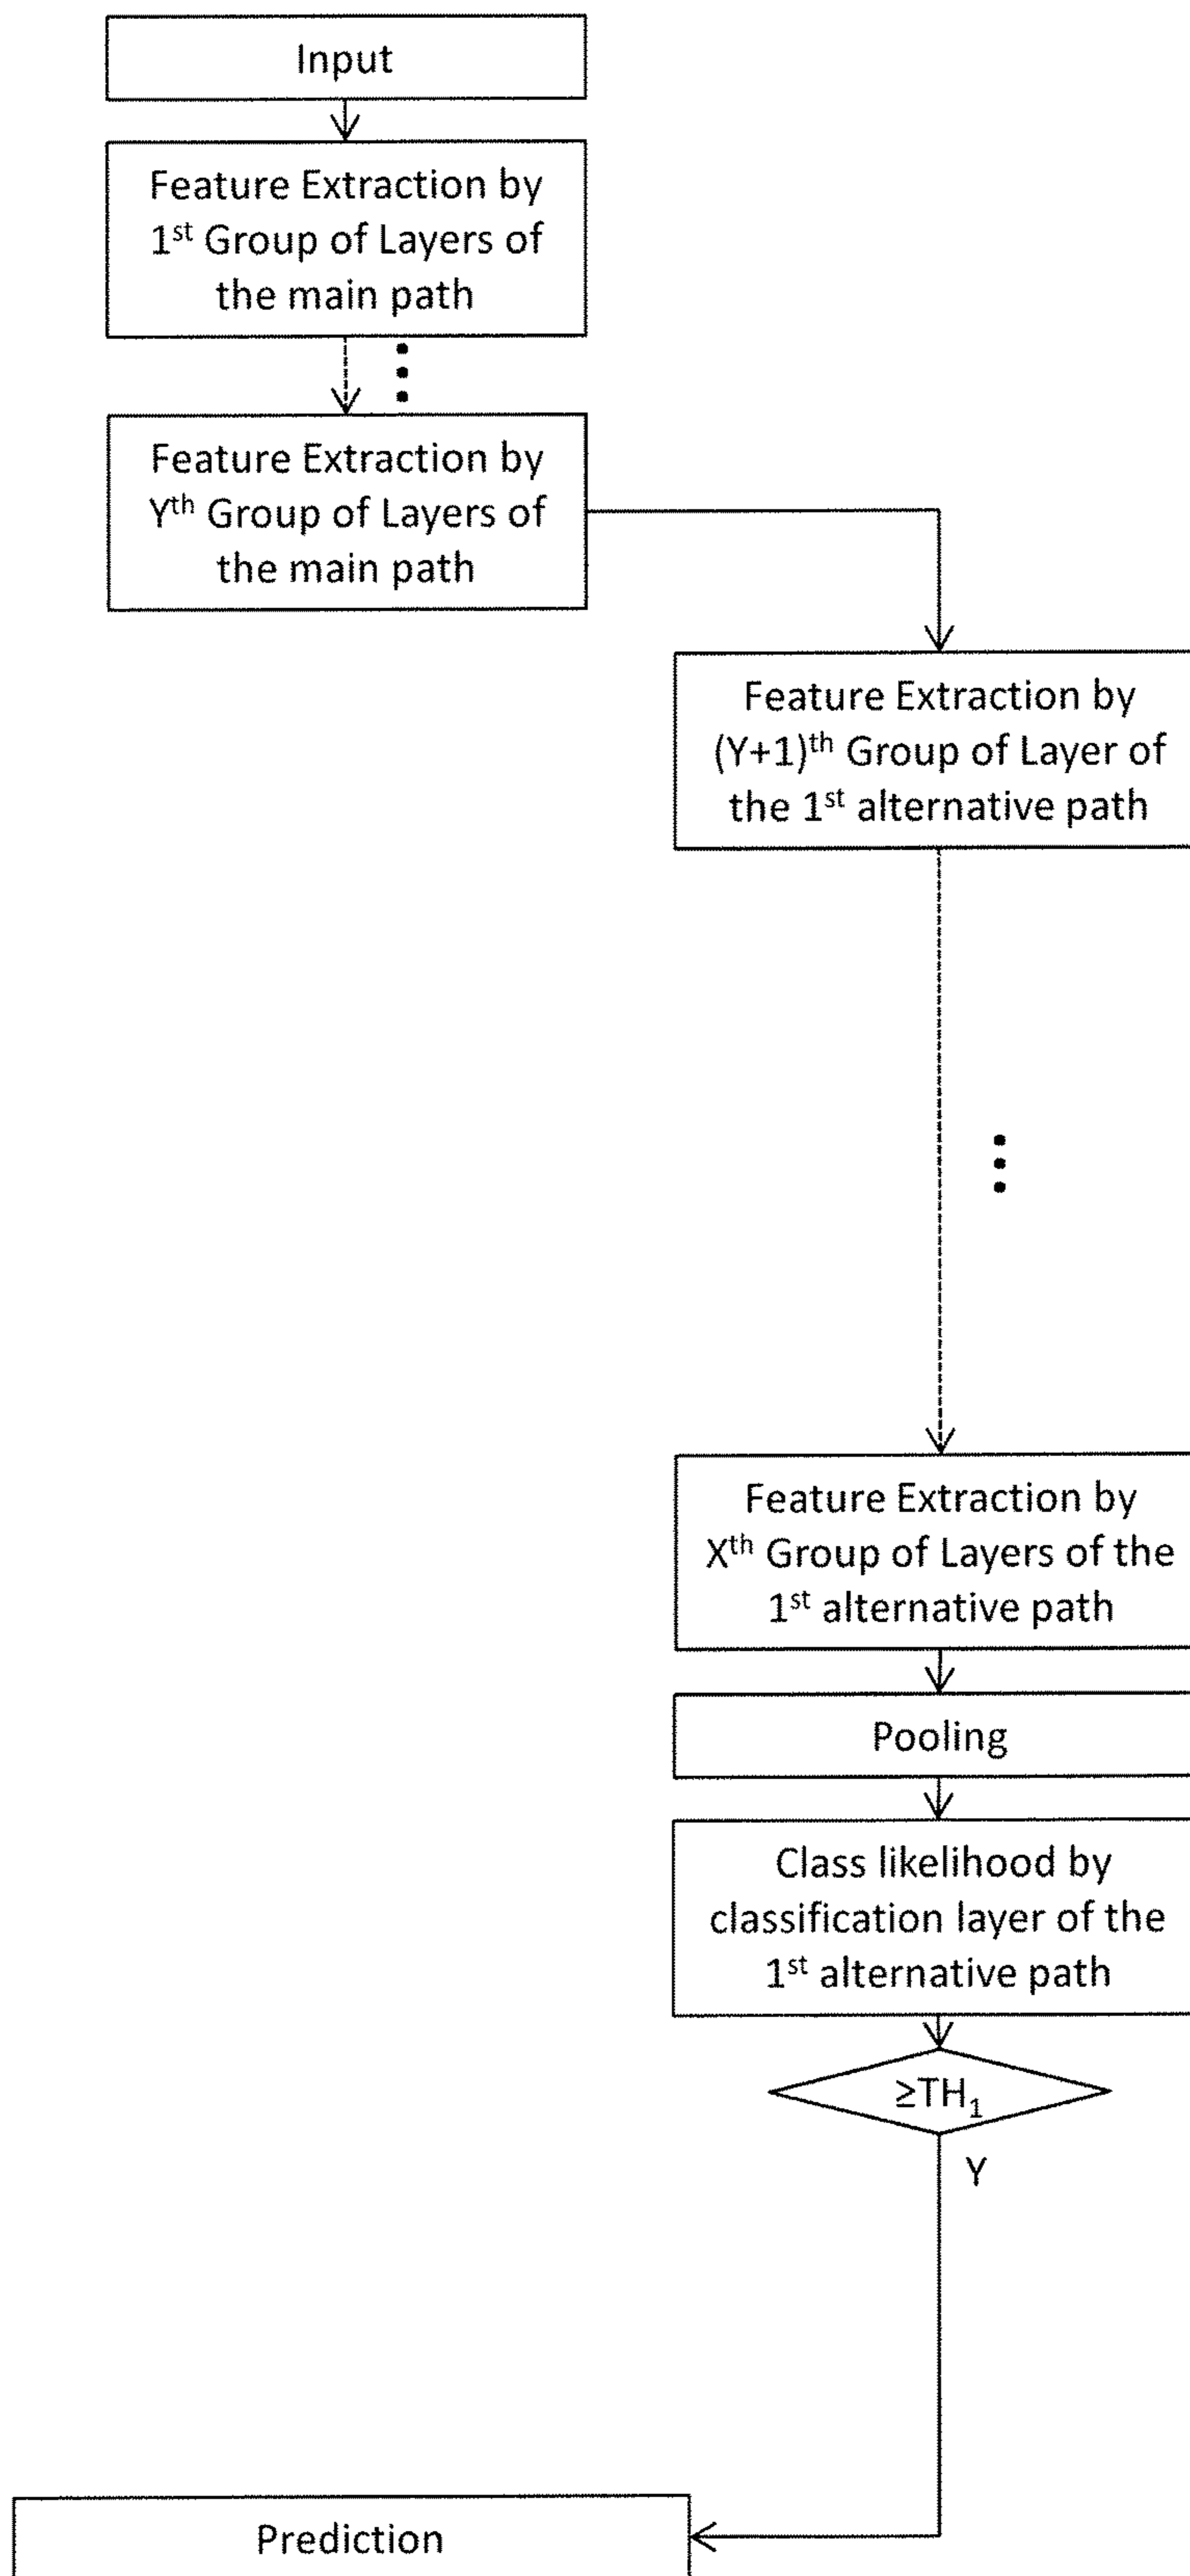 Input
Feature Extraction by
1st Group of Layers of
the main path
Feature Extraction by
Yth Group of Layers of
the main path
Feature Extraction by
(Y+1)th Group of Layer of
the 1st alternative path
Feature Extraction by
Xth Group of Layers of the
1st alternative path
Pooling
Class likelihood by
classification layer of the
1st alternative path
≥TH1
Y
Prediction